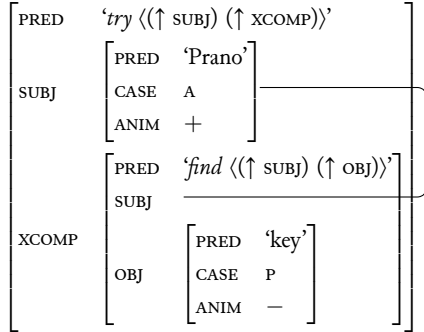 PRED ‘try ⟨(↑ SUBJ) (↑ XCOMP)⟩’
PRED ‘Prano’
SUBJ CASE A
ANIM +
PRED ‘find ⟨(↑ SUBJ) (↑ OBJ)⟩’
SUBJ
XCOMP
PRED ‘key’
OBJ CASE P
ANIM −